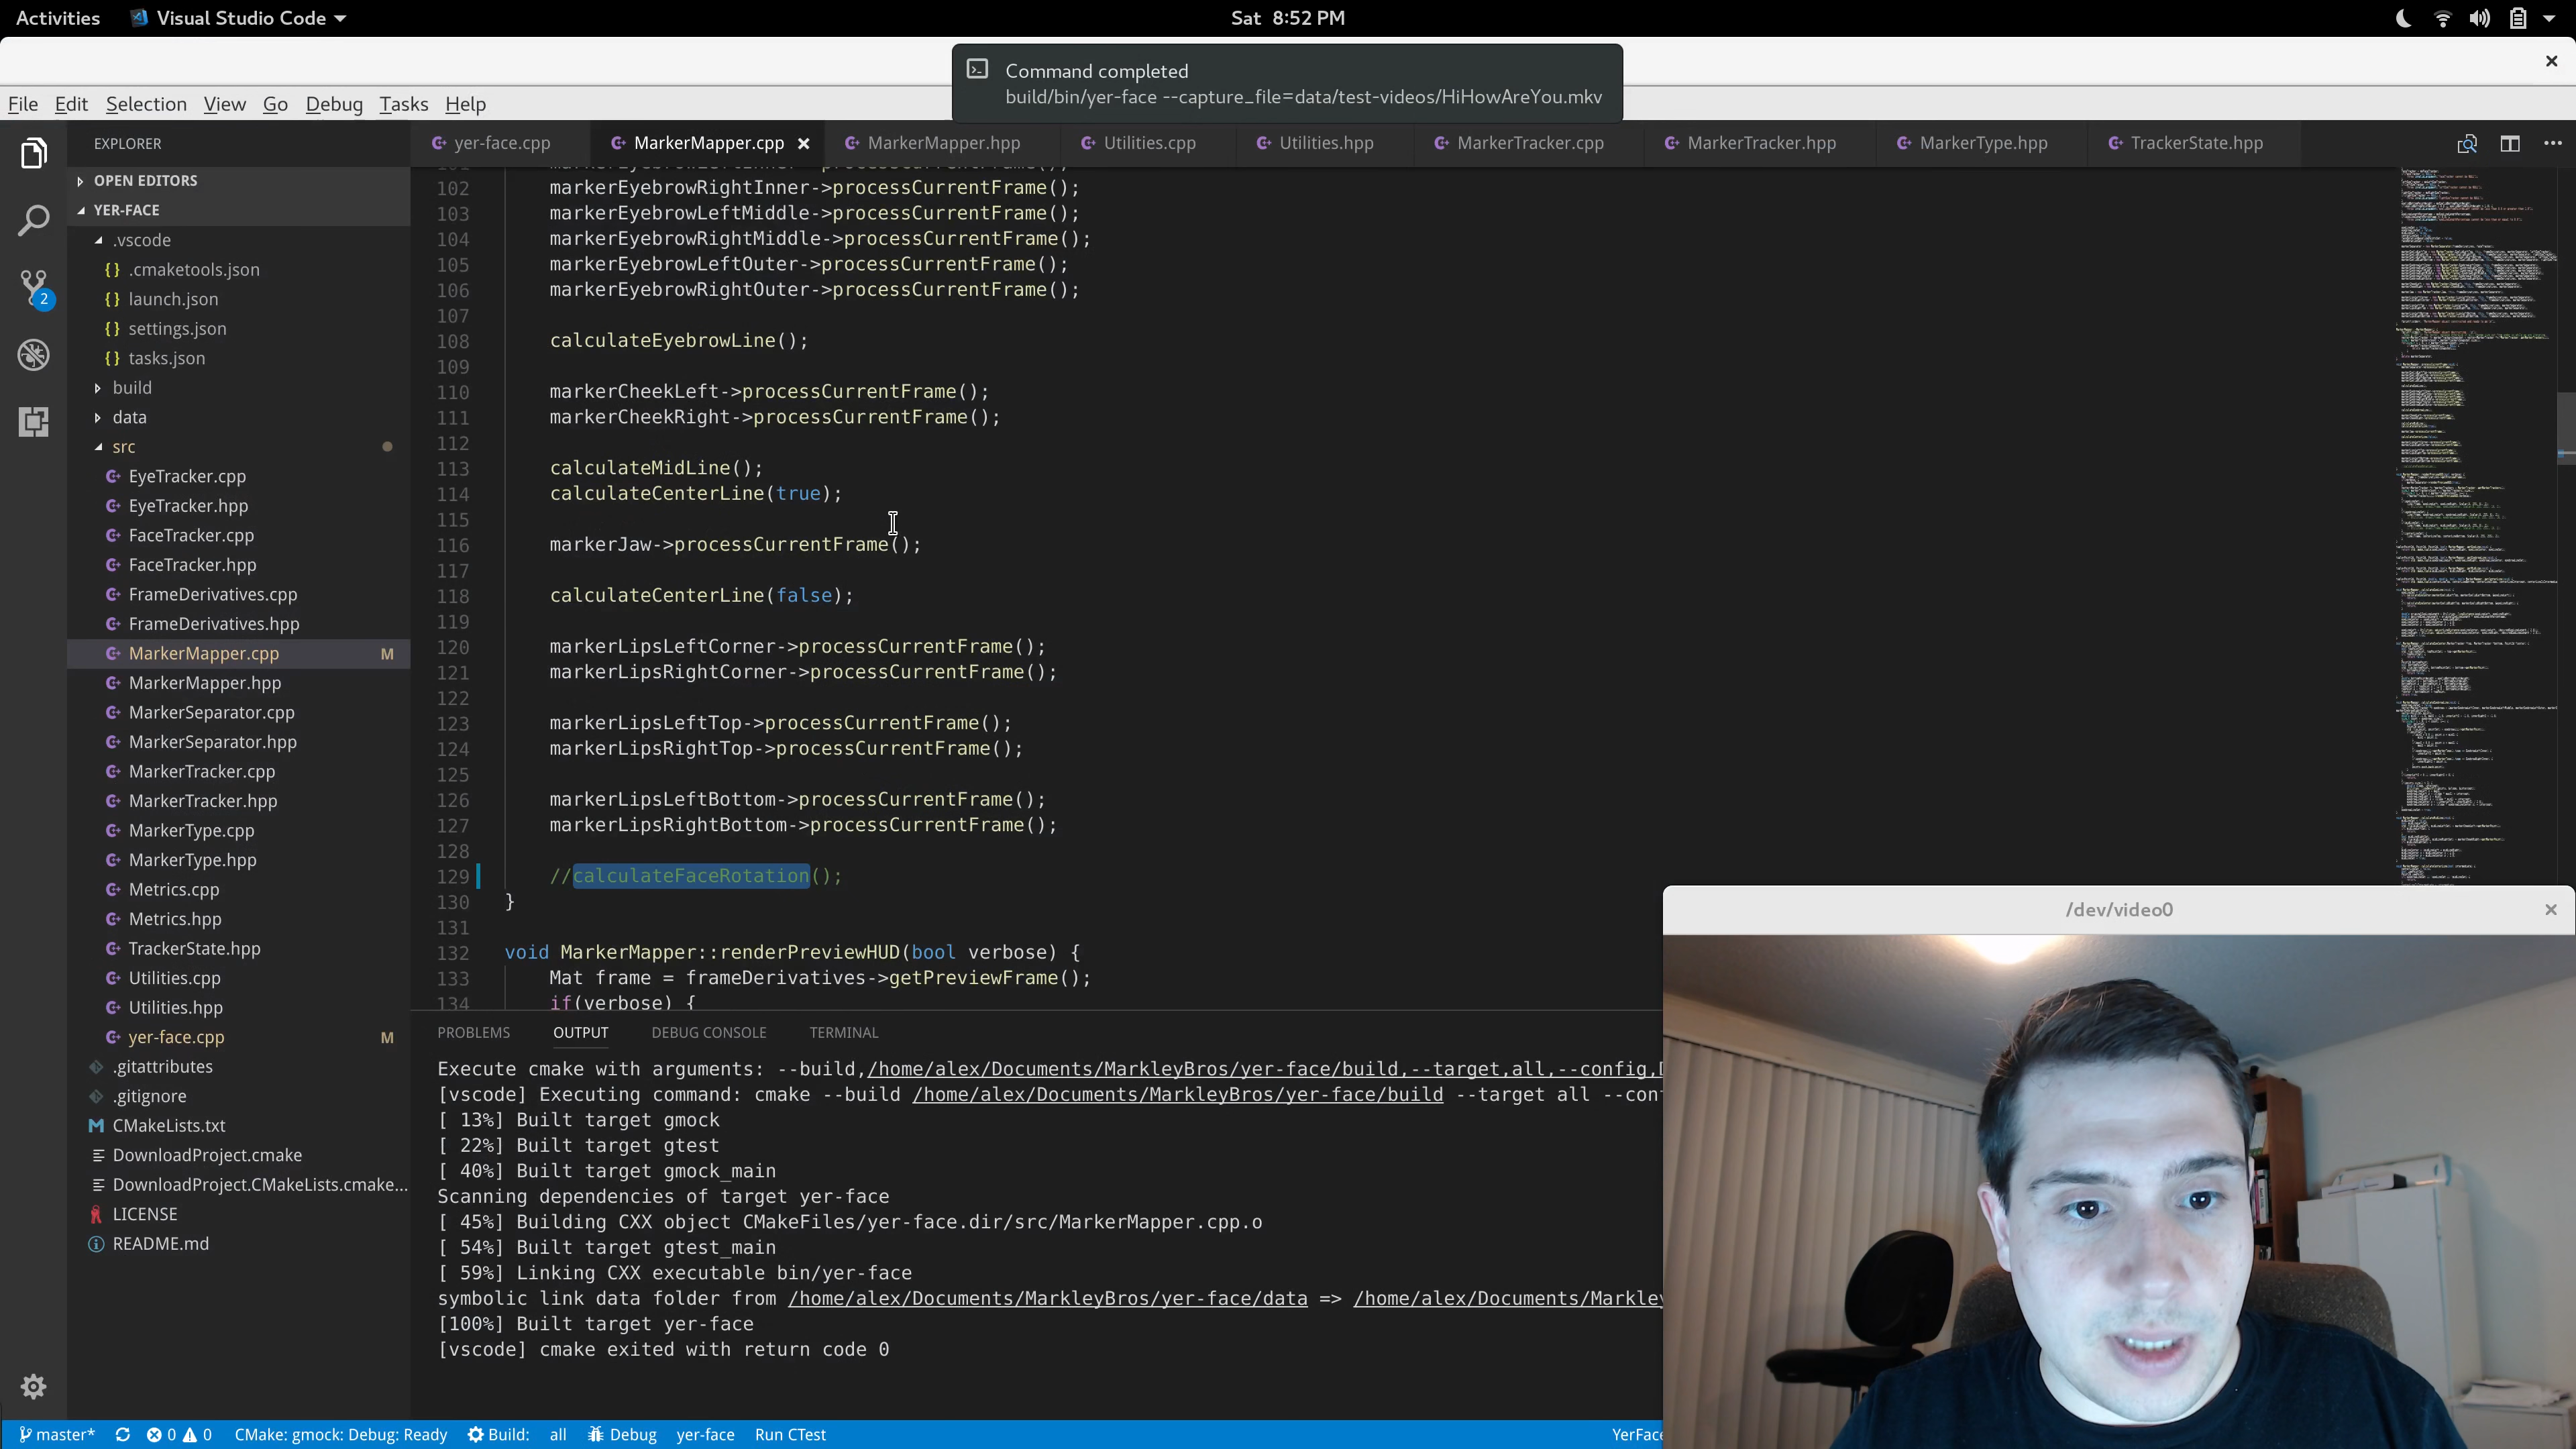 Activities Visual Studio Code Sat 8:52 PM
Command completed
build/bin/yer-face --capture_file=data/test-videos/HiHowAreYou.mkv
File Edit Selection View Go Debug Tasks Help
EXPLORER
OPEN EDITORS
YER-FACE
.vscode
{} .cmaketools.json
{} launch.json
{} settings.json
{} tasks.json
build
data
src
EyeTracker.cpp
EyeTracker.hpp
FaceTracker.cpp
FaceTracker.hpp
FrameDerivatives.cpp
FrameDerivatives.hpp
MarkerMapper.cpp M
MarkerMapper.hpp
MarkerSeparator.cpp
MarkerSeparator.hpp
MarkerTracker.cpp
MarkerTracker.hpp
MarkerType.cpp
MarkerType.hpp
Metrics.cpp
Metrics.hpp
TrackerState.hpp
Utilities.cpp
Utilities.hpp
yer-face.cpp M
.gitattributes
.gitignore
CMakeLists.txt
DownloadProject.cmake
DownloadProject.CMakeLists.cmake...
LICENSE
README.md
2
yer-face.cpp MarkerMapper.cpp MarkerMapper.hpp Utilities.cpp Utilities.hpp MarkerTracker.cpp MarkerTracker.hpp MarkerType.hpp TrackerState.hpp
102 markerEyebrowRightInner->processCurrentFrame();
103 markerEyebrowLeftMiddle->processCurrentFrame();
104 markerEyebrowRightMiddle->processCurrentFrame();
105 markerEyebrowLeftOuter->processCurrentFrame();
106 markerEyebrowRightOuter->processCurrentFrame();
107
108 calculateEyebrowLine();
109
110 markerCheekLeft->processCurrentFrame();
111 markerCheekRight->processCurrentFrame();
112
113 calculateMidLine();
114 calculateCenterLine(true);
115
116 markerJaw->processCurrentFrame();
117
118 calculateCenterLine(false);
119
120 markerLipsLeftCorner->processCurrentFrame();
121 markerLipsRightCorner->processCurrentFrame();
122
123 markerLipsLeftTop->processCurrentFrame();
124 markerLipsRightTop->processCurrentFrame();
125
126 markerLipsLeftBottom->processCurrentFrame();
127 markerLipsRightBottom->processCurrentFrame();
128
129 //calculateFaceRotation();
130 }
131
132 void MarkerMapper::renderPreviewHUD(bool verbose) {
133 Mat frame = frameDerivatives->getPreviewFrame();
134 if(verbose) {
PROBLEMS OUTPUT DEBUG CONSOLE TERMINAL
Execute cmake with arguments: --build,/home/alex/Documents/MarkleyBros/yer-face/build,--target,all,--config,
[vscode] Executing command: cmake --build /home/alex/Documents/MarkleyBros/yer-face/build --target all --con
[ 13%] Built target gmock
[ 22%] Built target gtest
[ 40%] Built target gmock_main
Scanning dependencies of target yer-face
[ 45%] Building CXX object CMakeFiles/yer-face.dir/src/MarkerMapper.cpp.o
[ 54%] Built target gtest_main
[ 59%] Linking CXX executable bin/yer-face
symbolic link data folder from /home/alex/Documents/MarkleyBros/yer-face/data => /home/alex/Documents/Markley
[100%] Built target yer-face
[vscode] cmake exited with return code 0
/dev/video0
master* 0 0 CMake: gmock: Debug: Ready Build: all Debug yer-face Run CTest YerFace